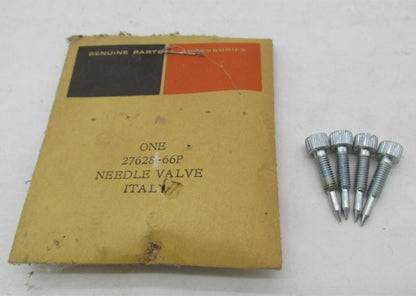 GENUINE PARTS ACCESSORIES
ONE
27628-66P
NEEDLE VALVE
ITALY